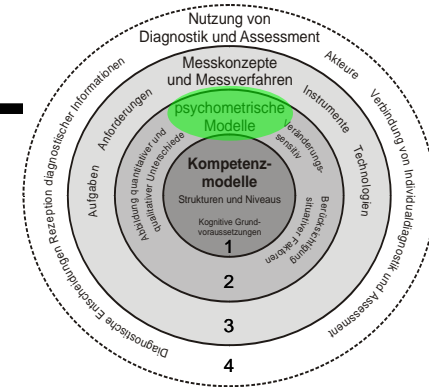 Nutzung von
Diagnostik und Assessment
Akteure
Verbindung von Individualdiagnostik und Assessment
Rezeption diagnostischer Informationen
Diagnostische Entscheidungen
Messkonzepte
und Messverfahren
Anforderungen
Aufgaben
Instrumente
Technologien
psychometrische
Modelle
Abbildung quantitativer und
qualitativer Unterschiede
Veränderungs-
sensitiv
Berücksichtigung
situativer Faktoren
Kompetenz-
modelle
Strukturen und Niveaus
Kognitive Grund-
voraussetzungen
1
2
3
4